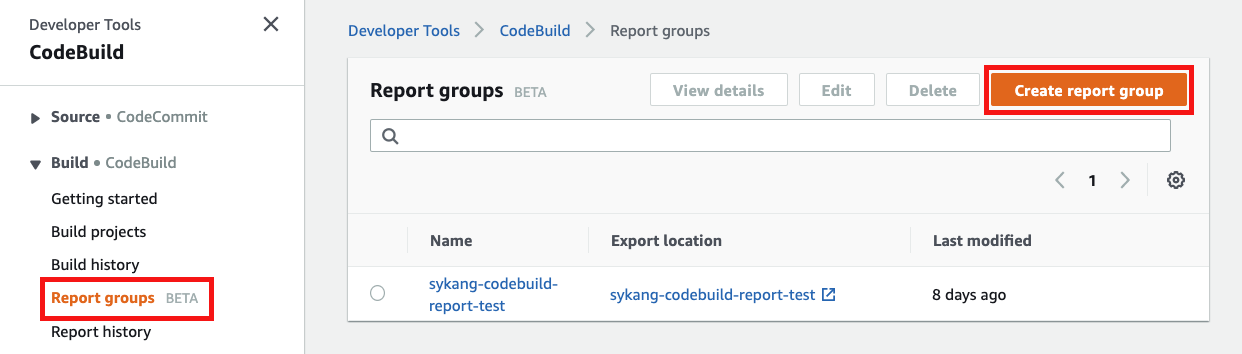 Developer Tools
CodeBuild
Source • CodeCommit
Build • CodeBuild
Getting started
Build projects
Build history
Report groups BETA
Report history
Developer Tools > CodeBuild > Report groups
Report groups BETA View details Edit Delete Create report group
1
Name Export location Last modified
sykang-codebuild-
report-test
sykang-codebuild-report-test 8 days ago